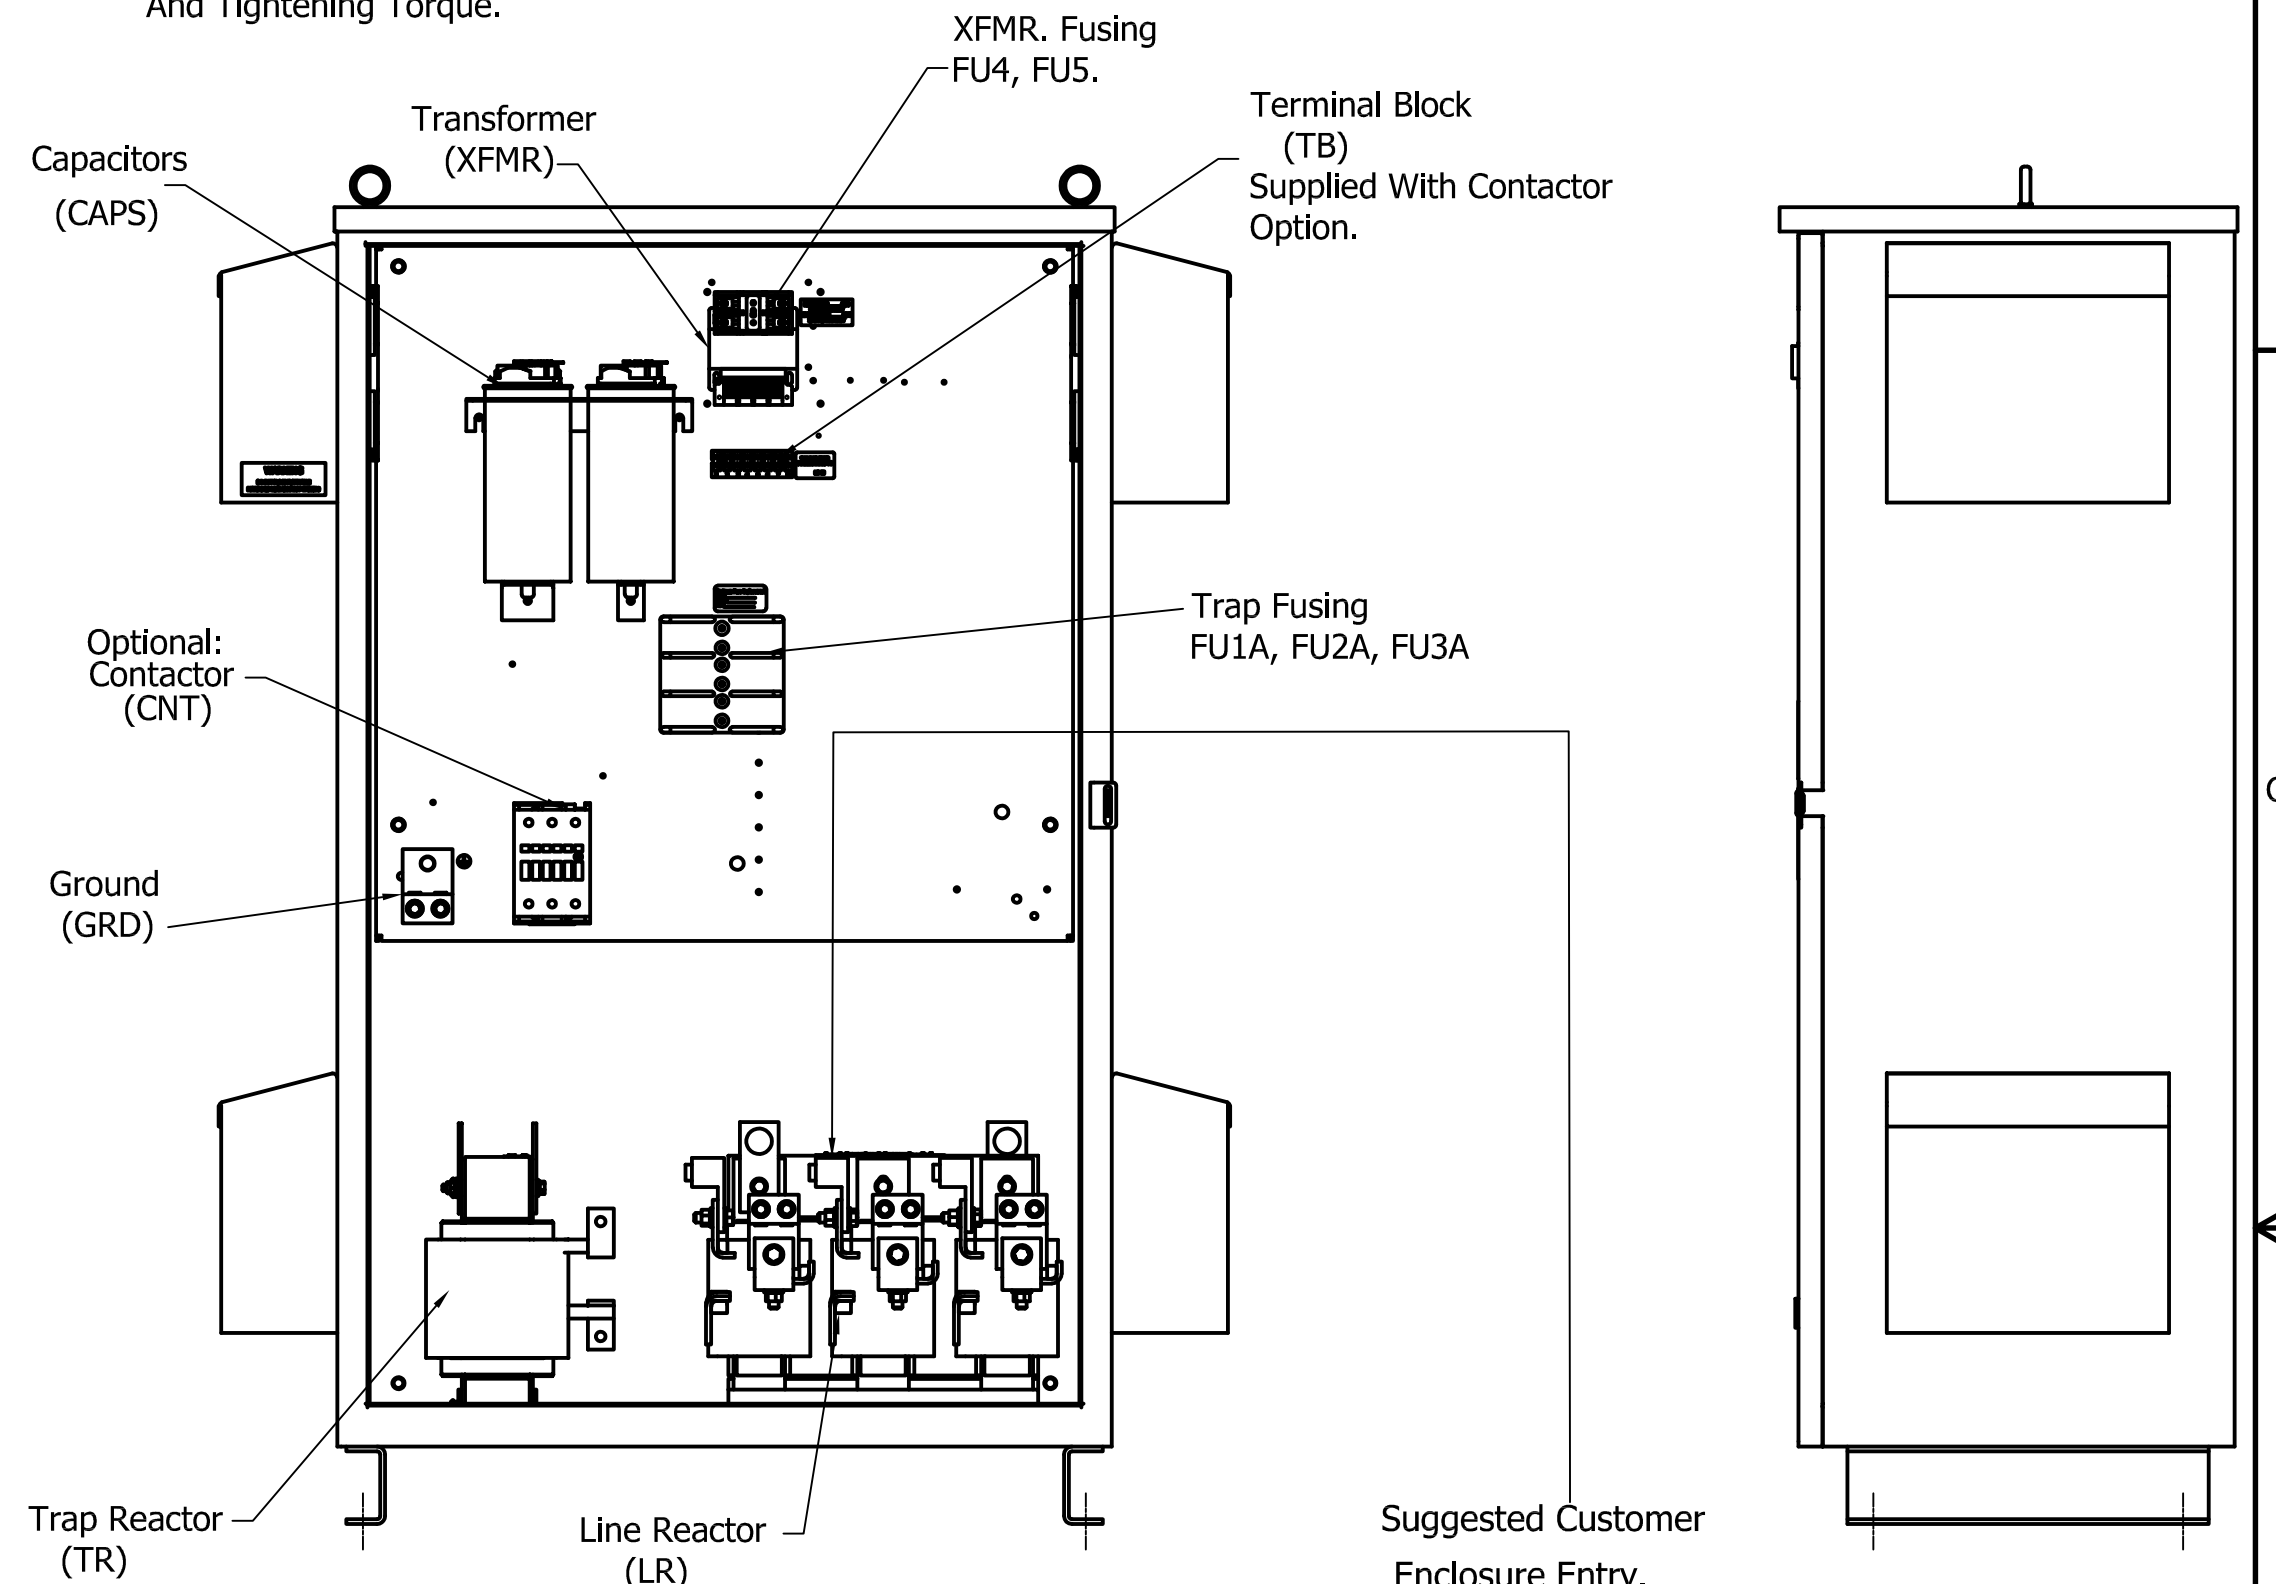 And Tightening Torque.
XFMR. Fusing
FU4, FU5.
Transformer
(XFMR)
Terminal Block
(TB)
Supplied With Contactor
Option.
Capacitors
(CAPS)
WARNING
Trap Fusing
FU1A, FU2A, FU3A
Optional:
Contactor
(CNT)
Ground
(GRD)
Trap Reactor
(TR)
Line Reactor
(LR)
Suggested Customer
Enclosure Entry.